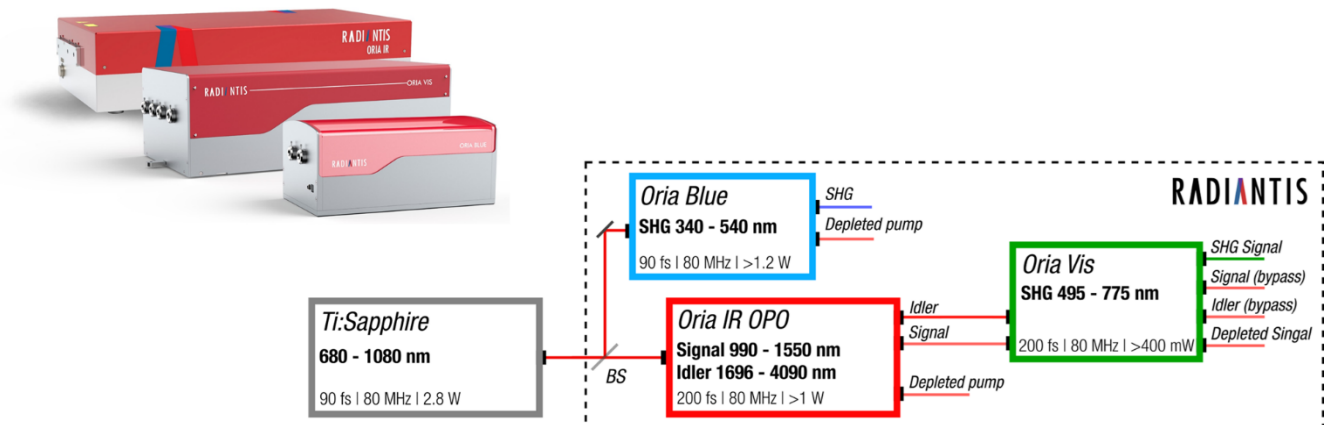 RADIANTIS
ORIA IR
RADIANTIS
ORIA VIS
RADIANTIS
ORIA BLUE
RADIANTIS
Oria Blue
SHG 340 - 540 nm
90 fs | 80 MHz | >1.2 W
SHG
Depleted pump
Ti:Sapphire
680 - 1080 nm
90 fs | 80 MHz | 2.8 W
BS
Oria IR OPO
Signal 990 - 1550 nm
Idler 1696 - 4090 nm
200 fs | 80 MHz | >1 W
Idler
Signal
Depleted pump
Oria Vis
SHG 495 - 775 nm
200 fs | 80 MHz | >400 mW
SHG Signal
Signal (bypass)
Idler (bypass)
Depleted Singal